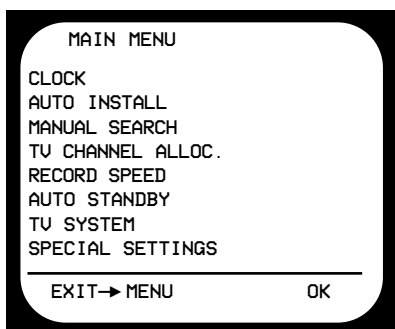 MAIN MENU
CLOCK
AUTO INSTALL
MANUAL SEARCH
TV CHANNEL ALLOC.
RECORD SPEED
AUTO STANDBY
TV SYSTEM
SPECIAL SETTINGS
EXIT→MENU OK